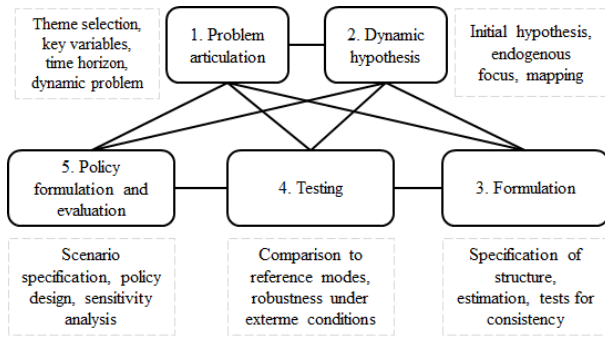 Theme selection,
key variables,
time horizon,
dynamic problem
1. Problem
articulation
2. Dynamic
hypothesis
Initial hypothesis,
endogenous
focus, mapping
5. Policy
formulation and
evaluation
4. Testing
3. Formulation
Scenario
specification, policy
design, sensitivity
analysis
Comparison to
reference modes,
robustness under
exterme conditions
Specification of
structure,
estimation, tests for
consistency